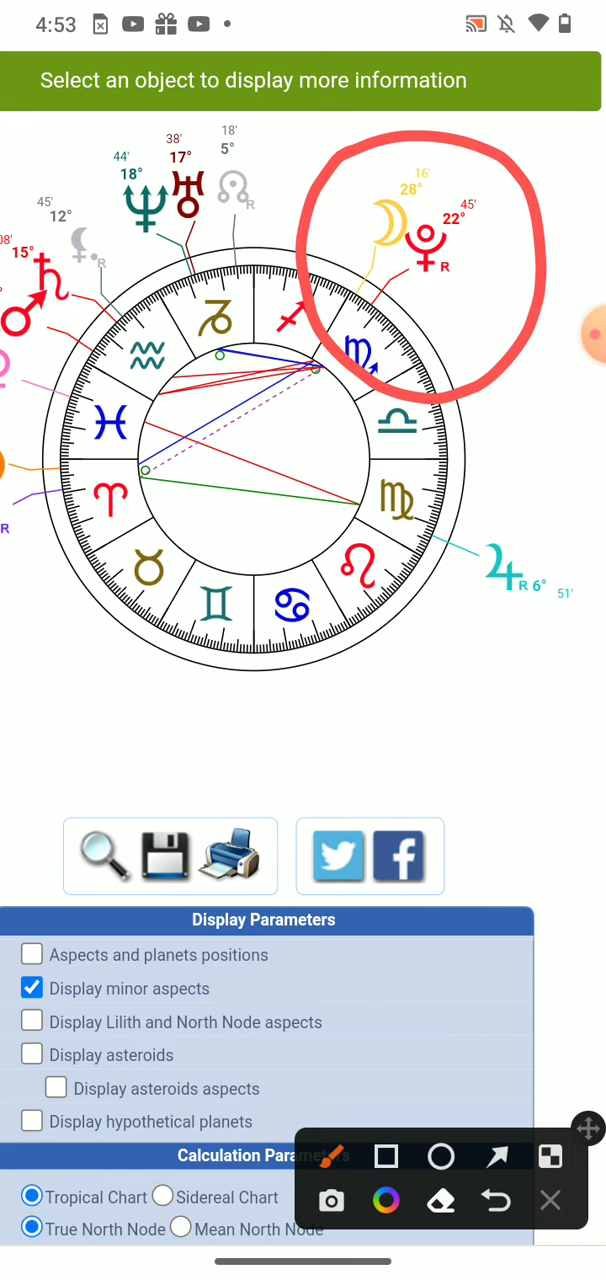 4:53
Select an object to display more information
18'
38'
5°
44'
17°
16'
18°
28°
45'
45'
22°
12°
R
08'
15°
R
R
R
R 6° 51'
Display Parameters
Aspects and planets positions
Display minor aspects
Display Lilith and North Node aspects
Display asteroids
Display asteroids aspects
Display hypothetical planets
Calculation Parameters
Tropical Chart Sidereal Chart
True North Node Mean North Node